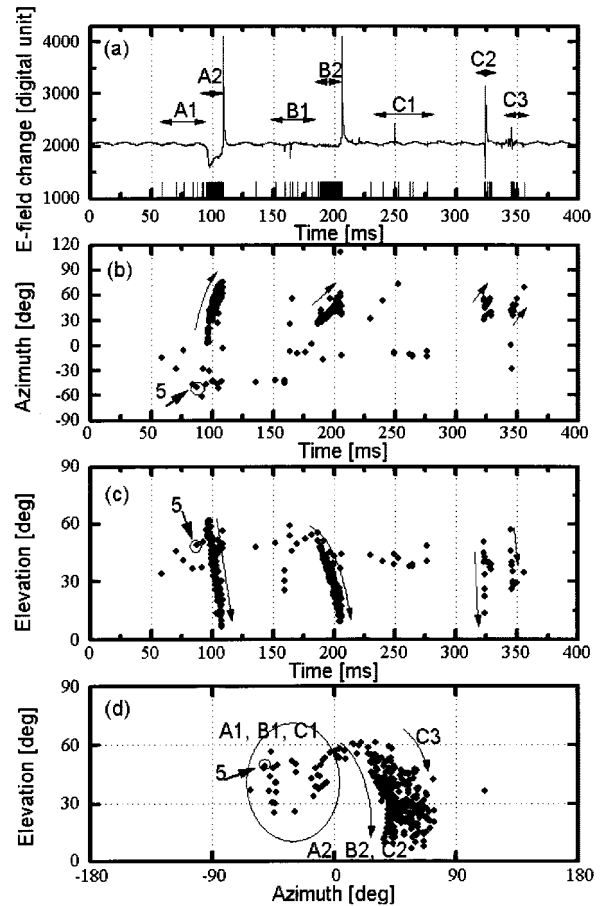 E-field change [digital unit]
4000
3000
2000
1000
(a)
A2
A1
B2
B1
C1
C2
C3
0 50 100 150 200 250 300 350 400
Time [ms]
Azimuth [deg]
120
90
60
30
0
-30
-60
-90
(b)
5
0 50 100 150 200 250 300 350 400
Time [ms]
Elevation [deg]
90
60
30
0
(c)
5
0 50 100 150 200 250 300 350 400
Time [ms]
Elevation [deg]
90
60
30
0
(d)
A1, B1, C1
5
C3
A2, B2, C2
-180 -90 0 90 180
Azimuth [deg]